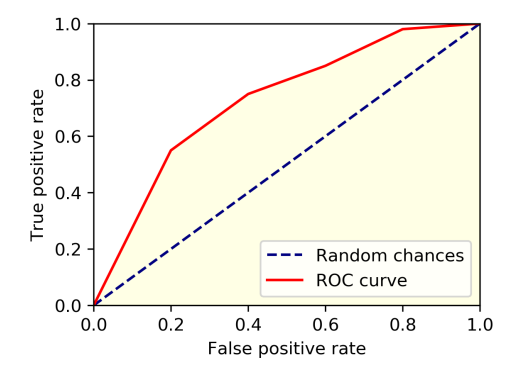 1.0
0.8
0.6
0.4
0.2
0.0
True positive rate
Random chances
ROC curve
0.0 0.2 0.4 0.6 0.8 1.0
False positive rate